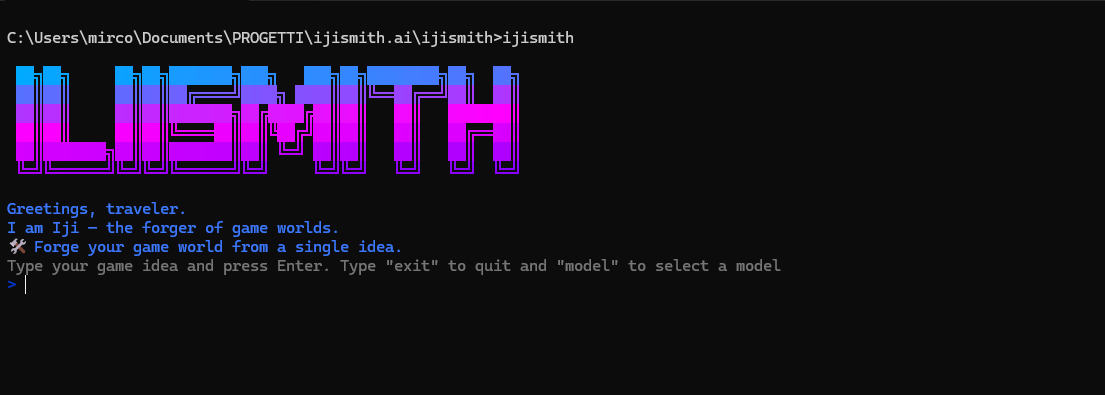 C:\Users\mirco\Documents\PROGETTI\ijismith.ai\ijismith>ijismith
IJISMITH
Greetings, traveler.
I am Iji — the forger of game worlds.
🛠 Forge your game world from a single idea.
Type your game idea and press Enter. Type "exit" to quit and "model" to select a model
>